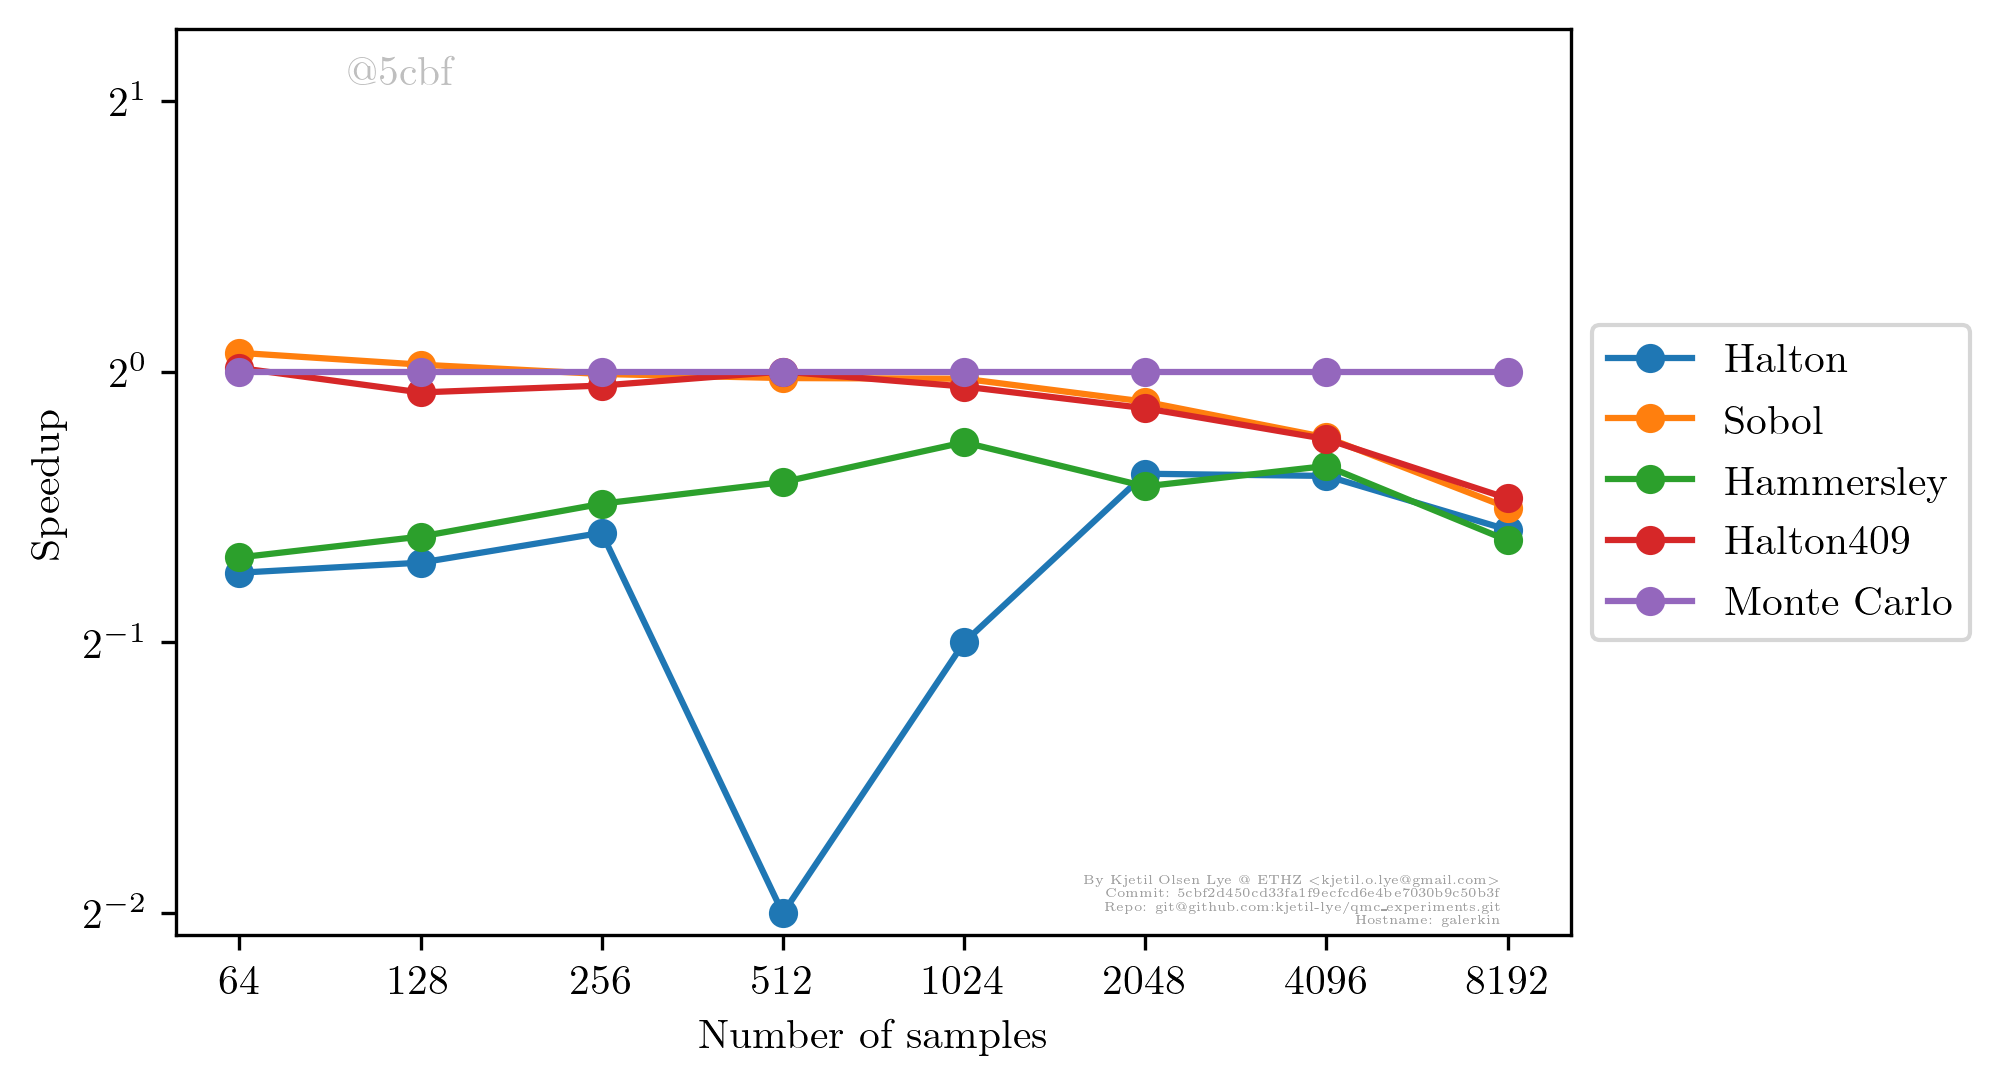 @5cbf
2^1
2^0
2^{-1}
2^{-2}
Speedup
64 128 256 512 1024 2048 4096 8192
Number of samples
Halton
Sobol
Hammersley
Halton409
Monte Carlo
By Kjetil Olsen Lye @ ETHZ <kjetil.o.lye@gmail.com>
Commit: 5cbf2d450cd33fa1f9ecfcd6e4be7030b9c50b3f
Repo: git@github.com:kjetil-lye/qmc_experiments.git
Hostname: galerkin